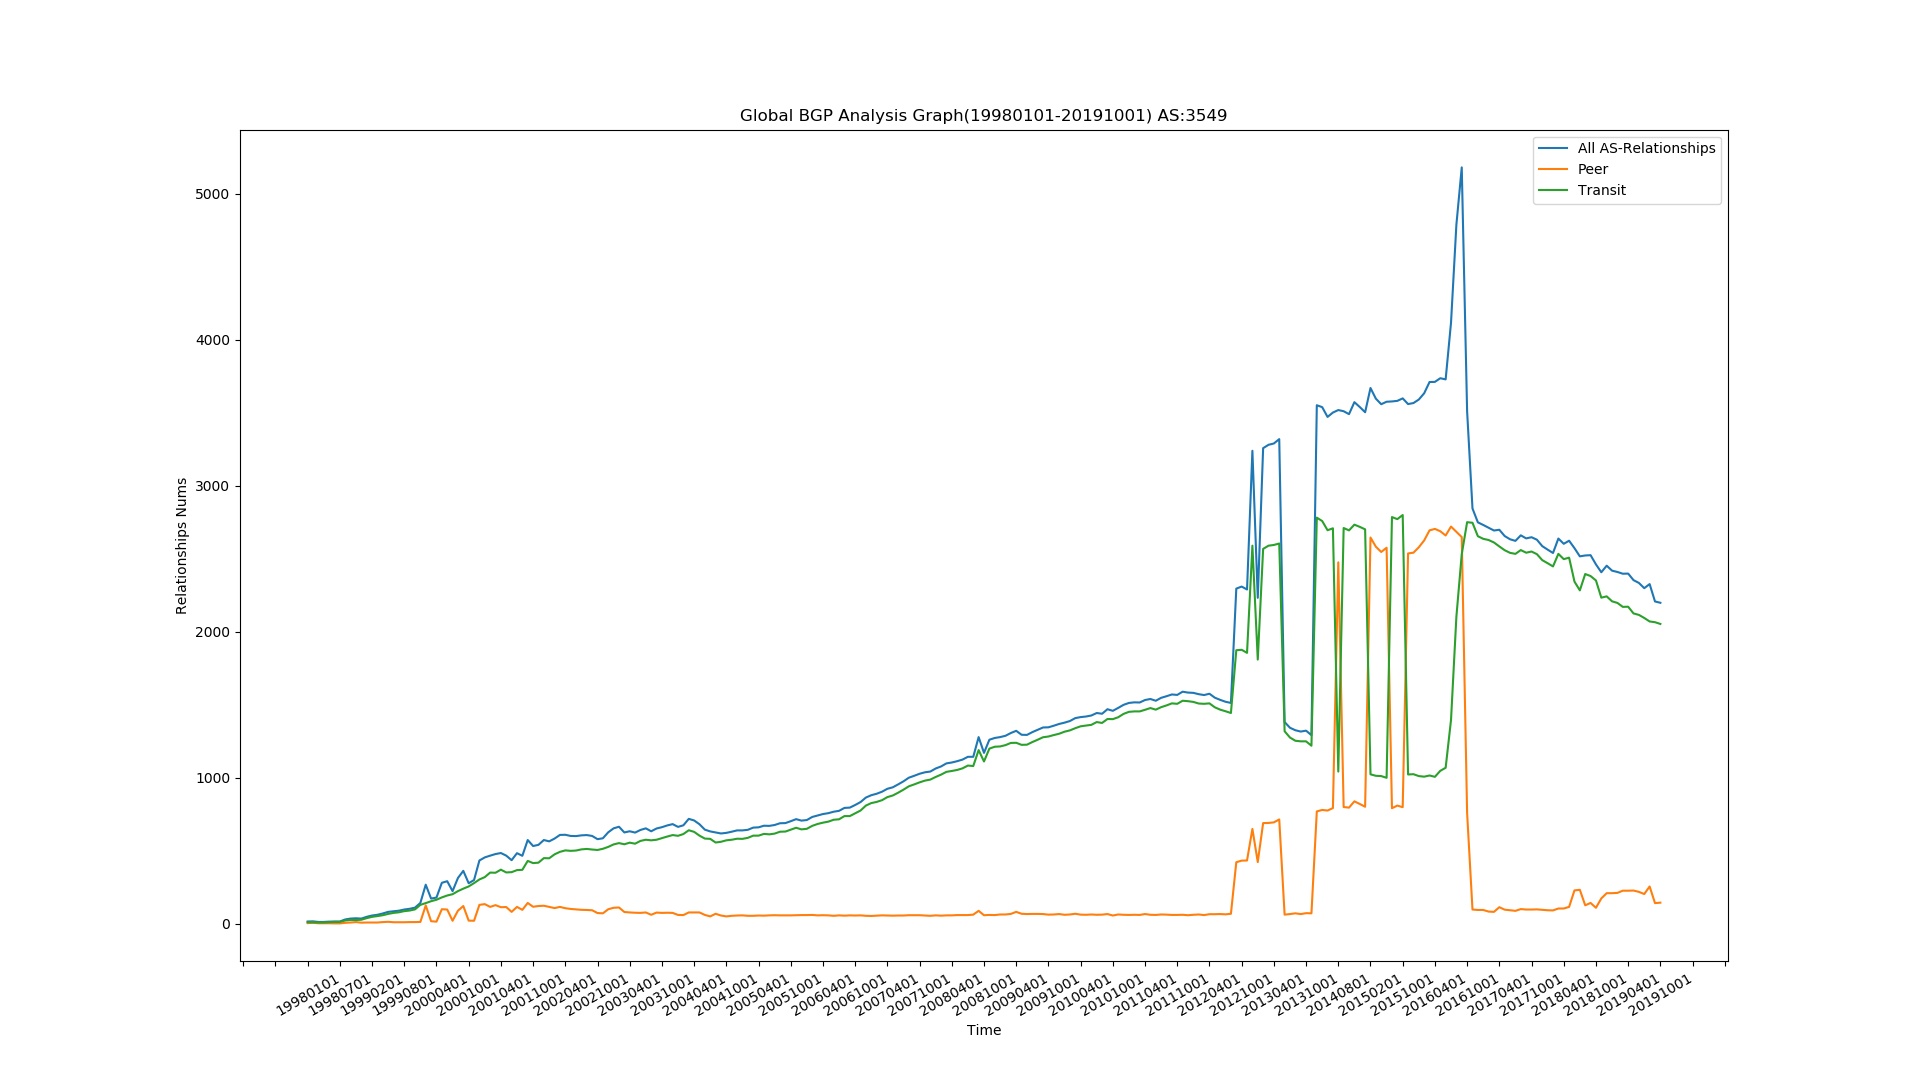 Global BGP Analysis Graph(19980101-20191001) AS:3549
All AS-Relationships
Peer
Transit
Relationships Nums
5000
4000
3000
2000
1000
0
19980101 19980701 19990201 19990801 20000401 20001001 20010401 20011001 20020401 20021001 20030401 20031001 20040401 20041001 20050401 20051001 20060401 20061001 20070401 20071001 20080401 20081001 20090401 20091001 20100401 20101001 20110401 20111001 20120401 20121001 20130401 20131001 20140801 20150201 20151001 20160401 20161001 20170401 20171001 20180401 20181001 20190401 20191001
Time